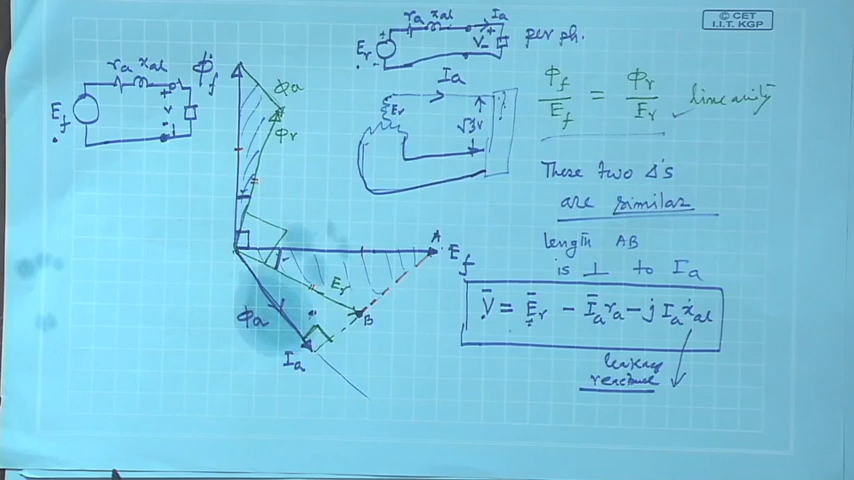 © CET
I.I.T. KGP
ra xal Ia
Er + V - per ph.
Ia
Er √3V
ra xal
Ef + V -
Φf
Φa
Φr
Φf / Ef = Φr / Er linearity
These two Δ's
are similar
length AB
is ⊥ to Ia
A Ef
Er
B
Φa
Ia
V̄ = Ēr - Īa ra - j Ia xal
leakage
reactance